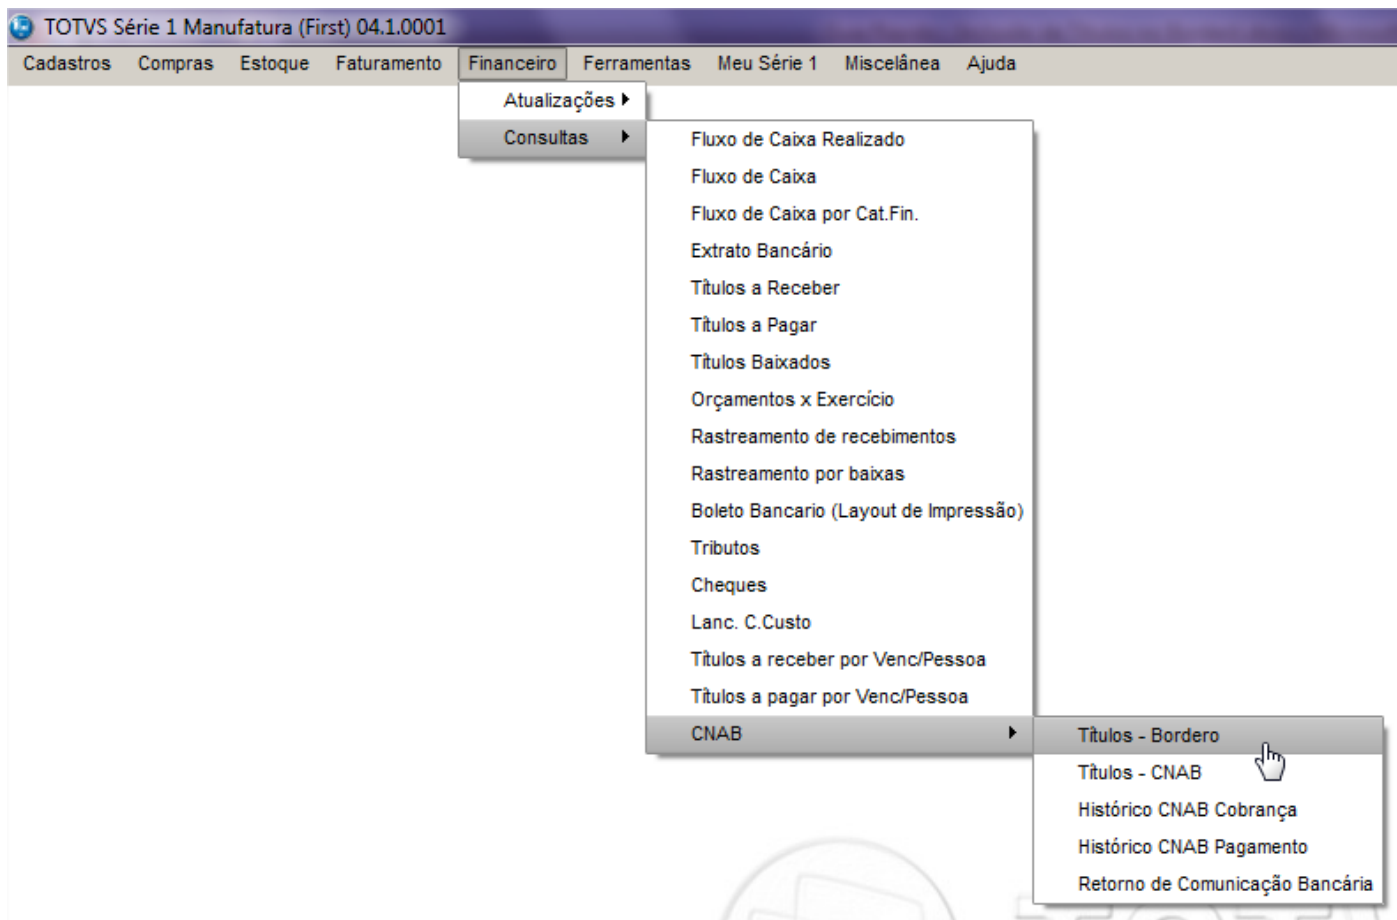 TOTVS Série 1 Manufatura (First) 04.1.0001
Cadastros Compras Estoque Faturamento Financeiro Ferramentas Meu Série 1 Miscelânea Ajuda
Atualizações
Consultas
Fluxo de Caixa Realizado
Fluxo de Caixa
Fluxo de Caixa por Cat.Fin.
Extrato Bancário
Títulos a Receber
Títulos a Pagar
Títulos Baixados
Orçamentos x Exercício
Rastreamento de recebimentos
Rastreamento por baixas
Boleto Bancario (Layout de Impressão)
Tributos
Cheques
Lanc. C.Custo
Títulos a receber por Venc/Pessoa
Títulos a pagar por Venc/Pessoa
CNAB
Títulos - Bordero
Títulos - CNAB
Histórico CNAB Cobrança
Histórico CNAB Pagamento
Retorno de Comunicação Bancária